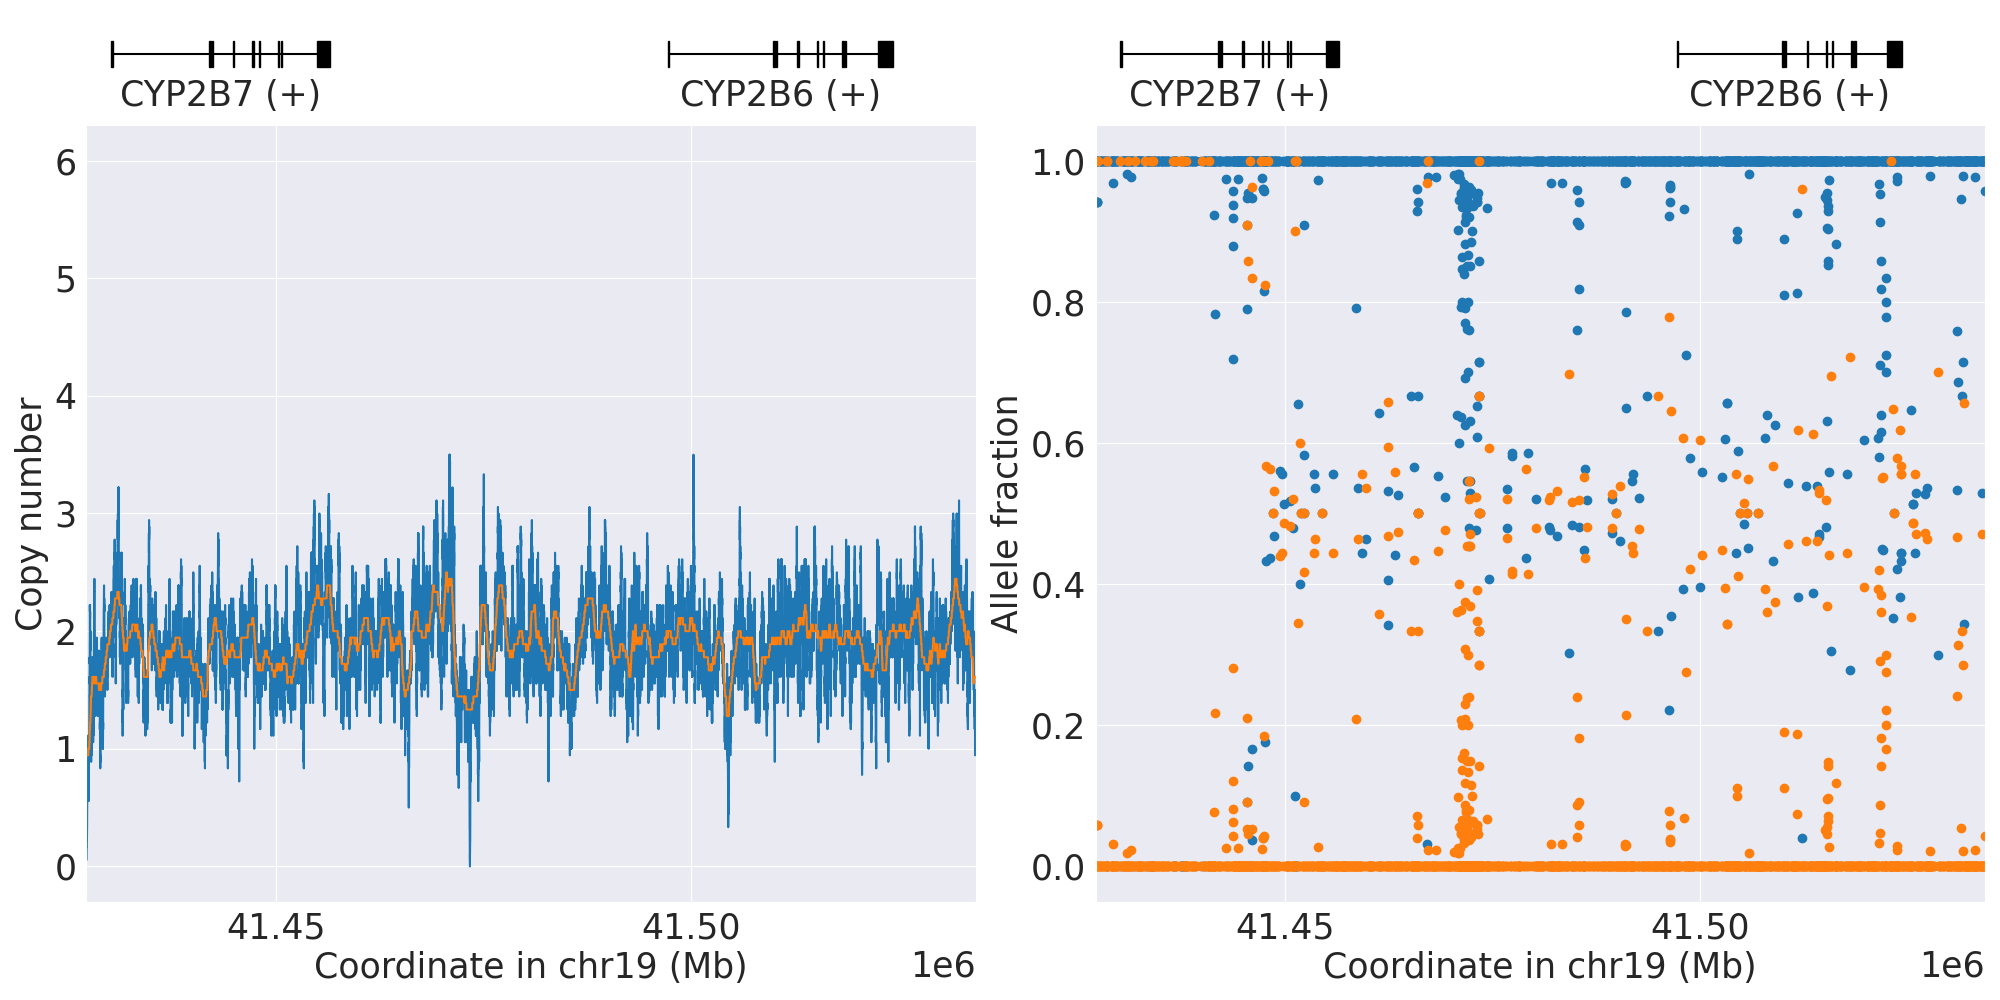 CYP2B7 (+)
CYP2B6 (+)
Copy number
6
5
4
3
2
1
0
41.45
41.50
Coordinate in chr19 (Mb)
1e6
CYP2B7 (+)
CYP2B6 (+)
Allele fraction
1.0
0.8
0.6
0.4
0.2
0.0
41.45
41.50
Coordinate in chr19 (Mb)
1e6